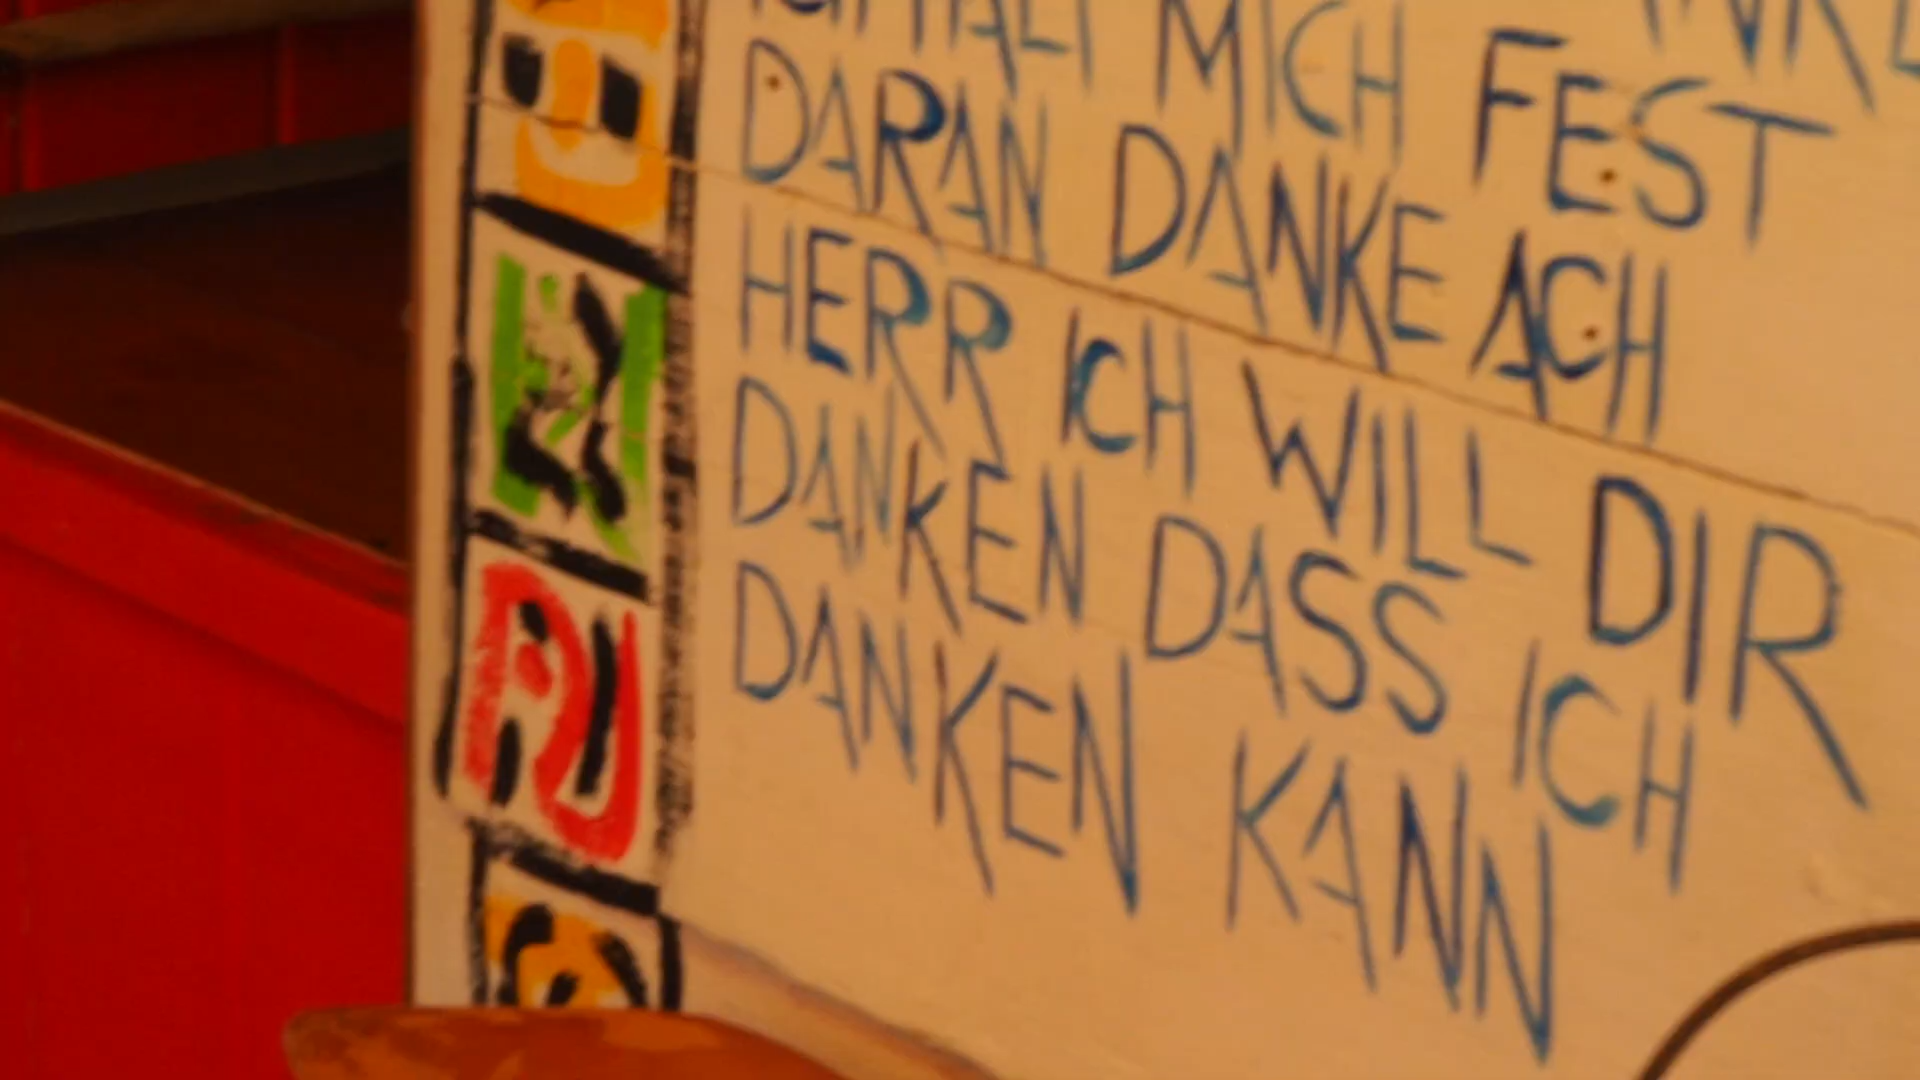 MICH FEST
DARAN DANKE ACH
HERR ICH WILL DIR
DANKEN DASS ICH
DANKEN KANN